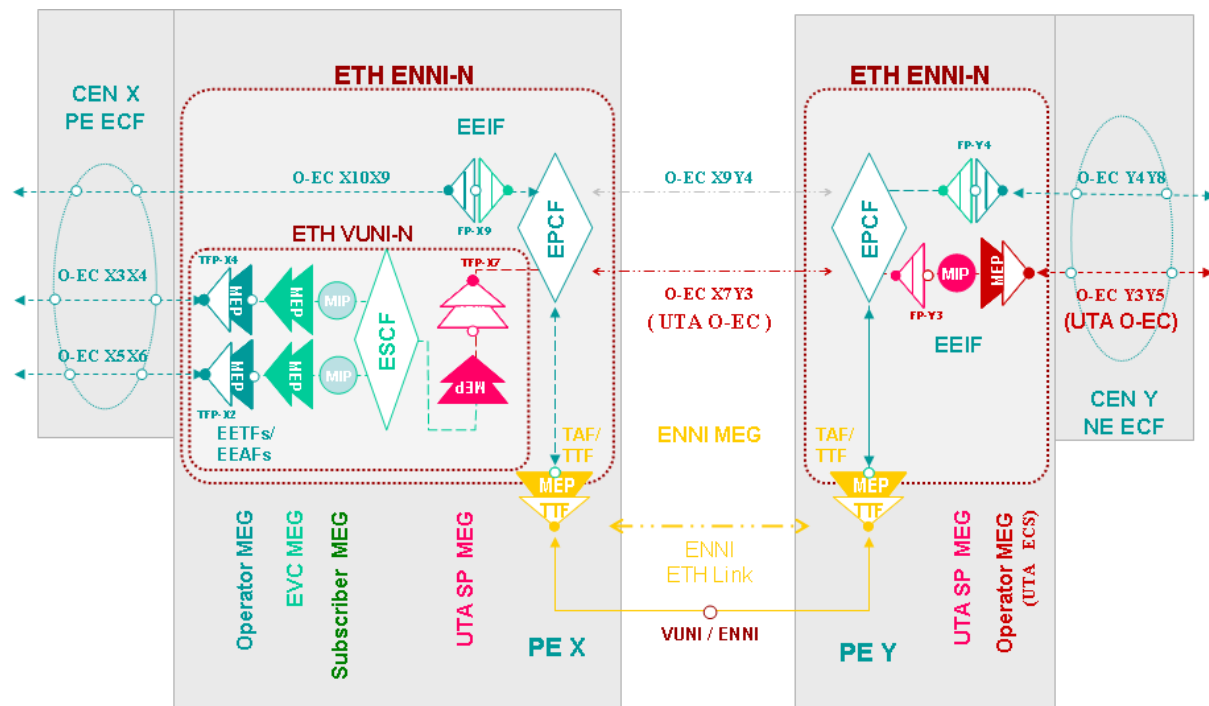 ETH ENNI-N
ETH ENNI-N
CEN X
PE ECF
EEIF
FP-Y4
O-EC X10X9
O-EC X9Y4
O-EC Y4Y8
EPCF
EPCF
FP-X9
ETH VUNI-N
TFP-X4
TFP-X7
O-EC X3X4
MEP
MEP
MIP
MIP
MEP
O-EC X7Y3
( UTA O-EC )
FP-Y3
O-EC Y3Y5
(UTA O-EC)
EEIF
ESCF
O-EC X5X6
MEP
MEP
MIP
MEP
TFP-X2
CEN Y
NE ECF
EETFs/
EEAFs
TAF/
TTF
ENNI MEG
TAF/
TTF
MEP
TTF
MEP
TTF
Operator MEG
EVC MEG
Subscriber MEG
UTA SP MEG
ENNI
ETH Link
UTA SP MEG
Operator MEG
(UTA ECS)
VUNI / ENNI
PE X
PE Y